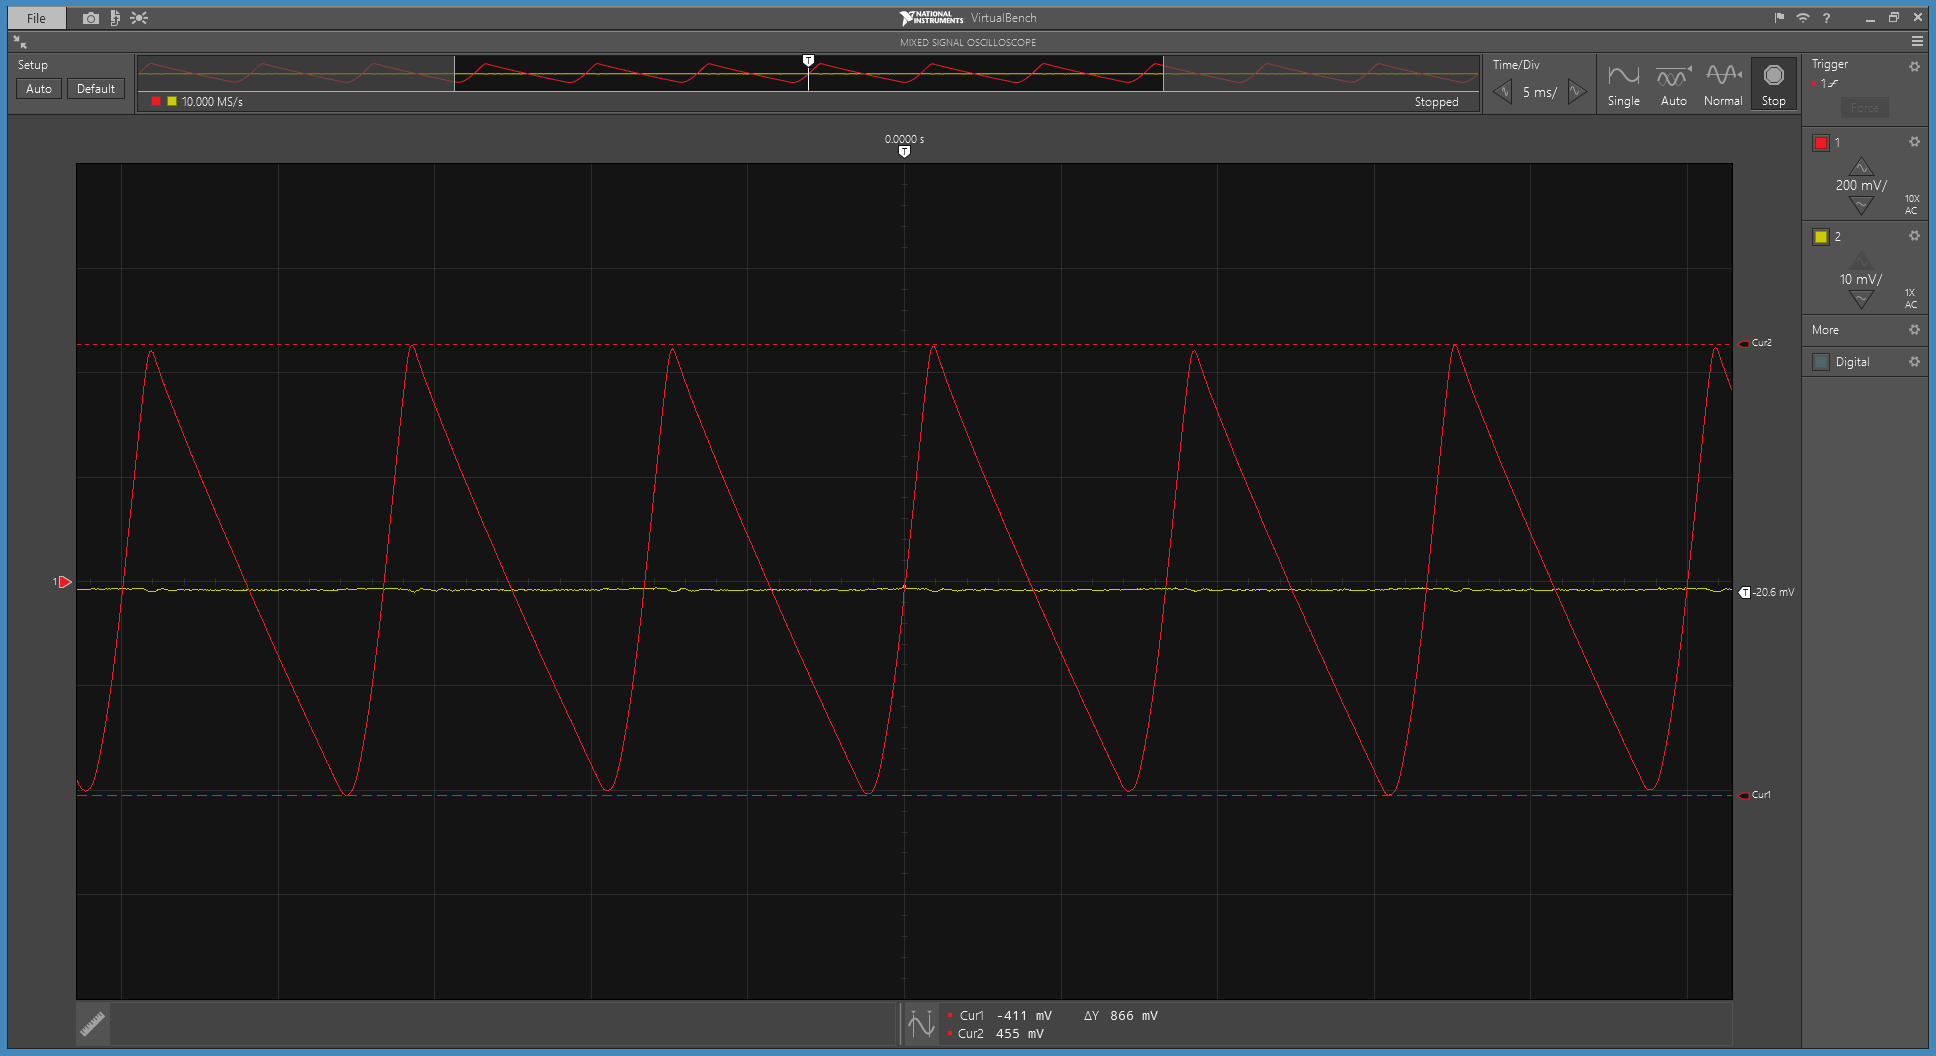 File
NATIONAL INSTRUMENTS VirtualBench
?
MIXED SIGNAL OSCILLOSCOPE
Setup
Auto Default
T
10.000 MS/s
Stopped
Time/Div
5 ms/
Single Auto Normal Stop
Trigger
1
Force
0.0000 s
T
1
200 mV/
10X
AC
2
10 mV/
1X
AC
More
Digital
Cur2
1
T -20.6 mV
Cur1
Cur1 -411 mV ΔY 866 mV
Cur2 455 mV